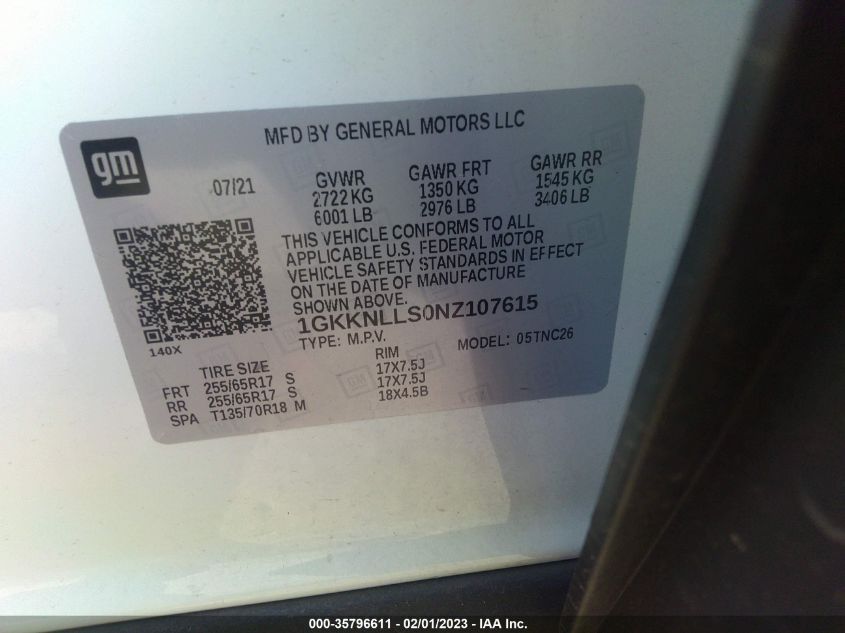 MFD BY GENERAL MOTORS LLC
gm
07/21
GVWR GAWR FRT GAWR RR
2722 KG 1350 KG 1545 KG
6001 LB 2976 LB 3406 LB
THIS VEHICLE CONFORMS TO ALL
APPLICABLE U.S. FEDERAL MOTOR
VEHICLE SAFETY STANDARDS IN EFFECT
ON THE DATE OF MANUFACTURE
SHOWN ABOVE.
1GKKNLLS0NZ107615
TYPE: M.P.V. MODEL: 05TNC26
140X
TIRE SIZE RIM
FRT 255/65R17 S 17X7.5J
RR 255/65R17 S 17X7.5J
SPA T135/70R18 M 18X4.5B
000-35796611 / 02/01/2023 - IAA Inc.